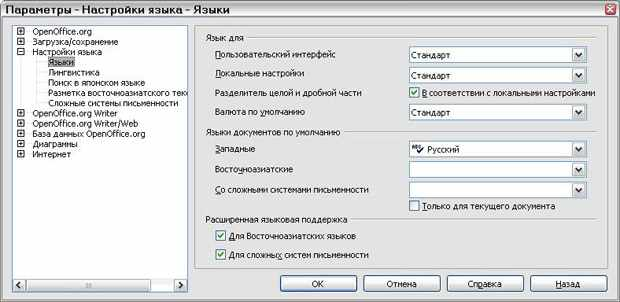 Параметры - Настройки языка - Языки
OpenOffice.org
Загрузка/сохранение
Настройки языка
Языки
Лингвистика
Поиск в японском языке
Разметка восточноазиатского текс
Сложные системы письменности
OpenOffice.org Writer
OpenOffice.org Writer/Web
База данных OpenOffice.org
Диаграммы
Интернет
Язык для
Пользовательский интерфейс Стандарт
Локальные настройки Стандарт
Разделитель целой и дробной части В соответствии с локальными настройками
Валюта по умолчанию Стандарт
Языки документов по умолчанию
Западные Русский
Восточноазиатские
Со сложными системами письменности
Только для текущего документа
Расширенная языковая поддержка
Для Восточноазиатских языков
Для сложных систем письменности
ОК Отмена Справка Назад